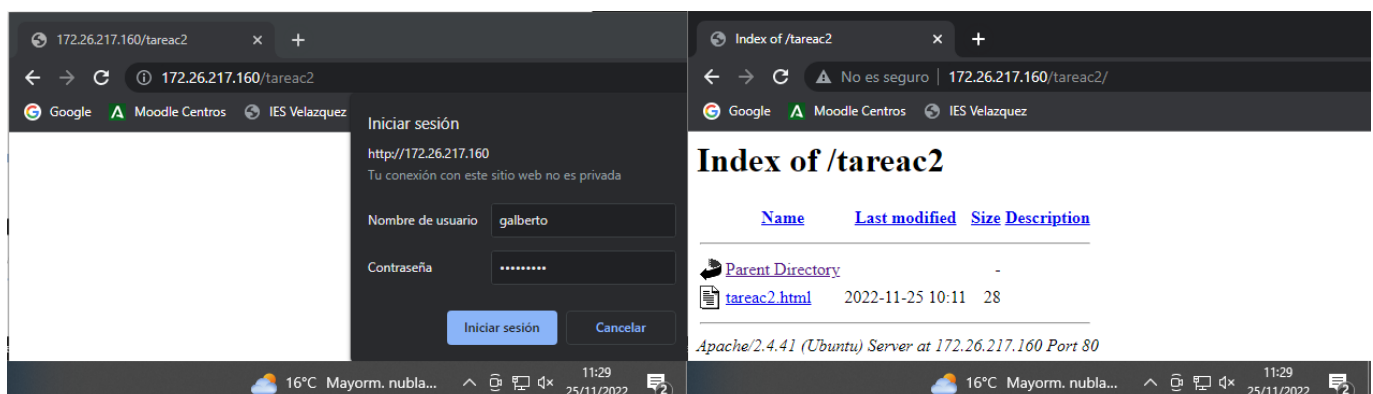 172.26.217.160/tareac2 × +
172.26.217.160/tareac2
Google Moodle Centros IES Velazquez
Iniciar sesión
http://172.26.217.160
Tu conexión con este sitio web no es privada
Nombre de usuario galberto
Contraseña •••••••••
Iniciar sesión Cancelar
16°C Mayorm. nubla... 11:29
25/11/2022 2
Index of /tareac2 × +
No es seguro | 172.26.217.160/tareac2/
Google Moodle Centros IES Velazquez
Index of /tareac2
Name Last modified Size Description
Parent Directory -
tareac2.html 2022-11-25 10:11 28
Apache/2.4.41 (Ubuntu) Server at 172.26.217.160 Port 80
16°C Mayorm. nubla... 11:29
25/11/2022 2